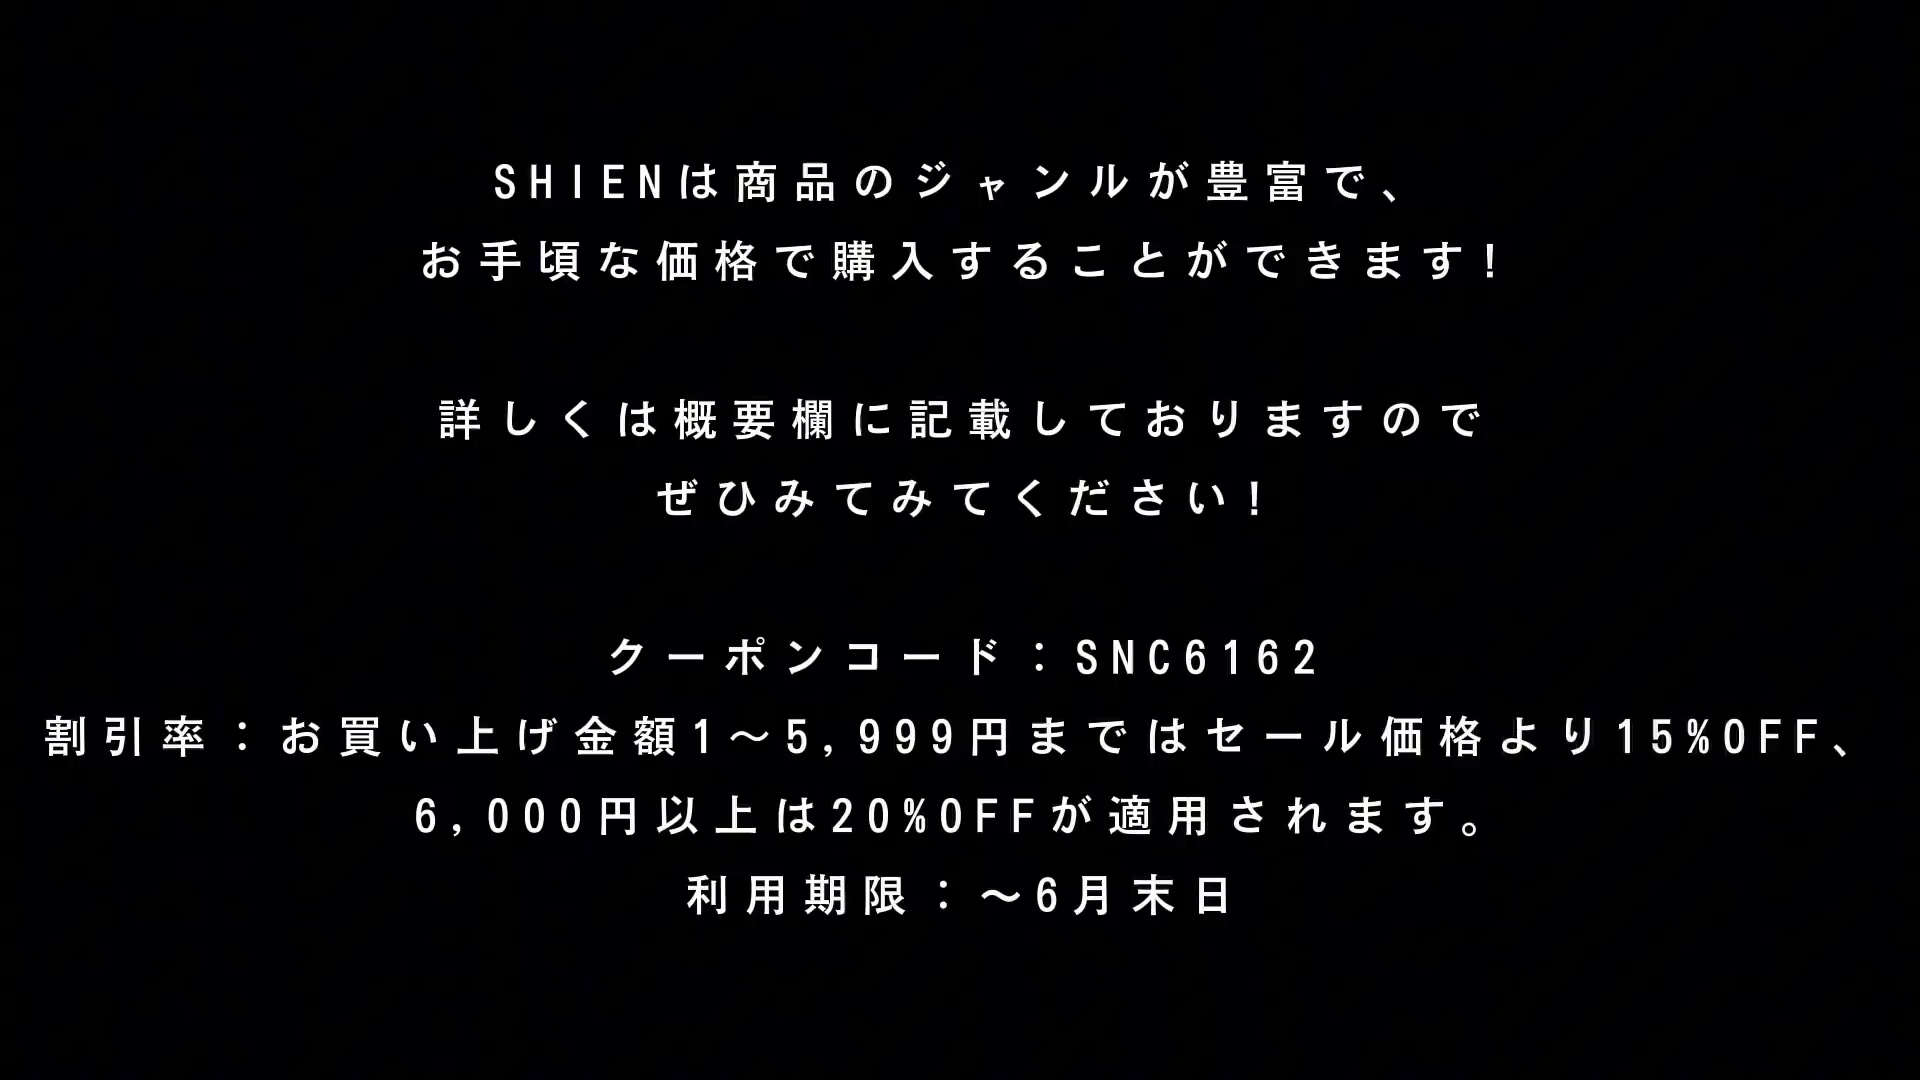 SHIENは商品のジャンルが豊富で、
お手頃な価格で購入することができます!
詳しくは概要欄に記載しておりますので
ぜひみてみてください!
クーポンコード:SNC6162
割引率:お買い上げ金額1〜5,999円まではセール価格より15%OFF、
6,000円以上は20%OFFが適用されます。
利用期限:〜6月末日